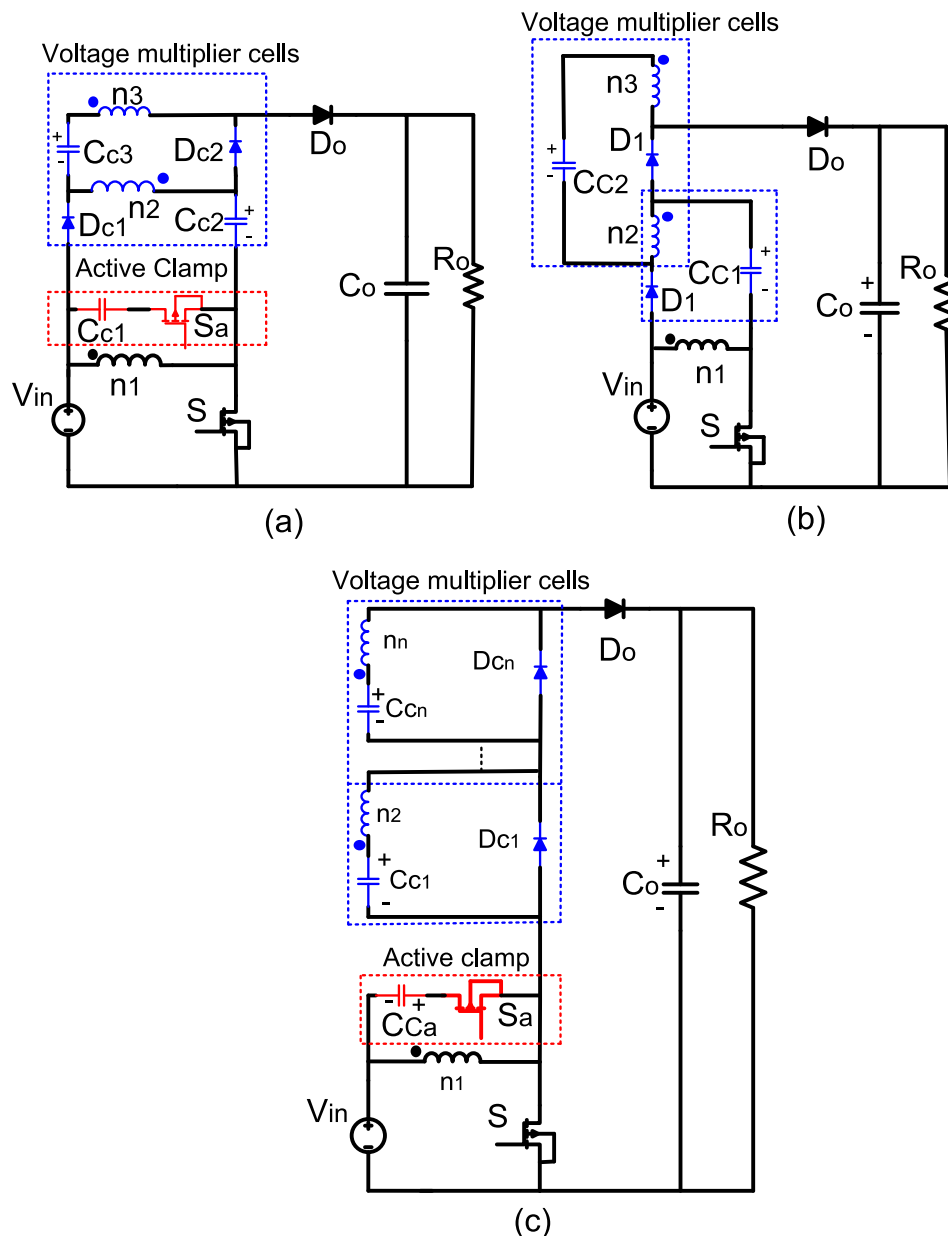 Voltage multiplier cells
n3
Do
+
-
Cc3
Dc2
n2
Dc1
Cc2
+
-
Active Clamp
Cc1
Sa
n1
Vin
S
Co
Ro
(a)
Voltage multiplier cells
n3
D1
Do
+
-
CC2
n2
CC1
+
-
D1
n1
Vin
S
Co
+
-
Ro
(b)
Voltage multiplier cells
nn
Dcn
Do
+
-
Ccn
n2
Dc1
+
-
Cc1
Active clamp
- +
CCa
Sa
n1
Vin
S
Co
+
-
Ro
(c)